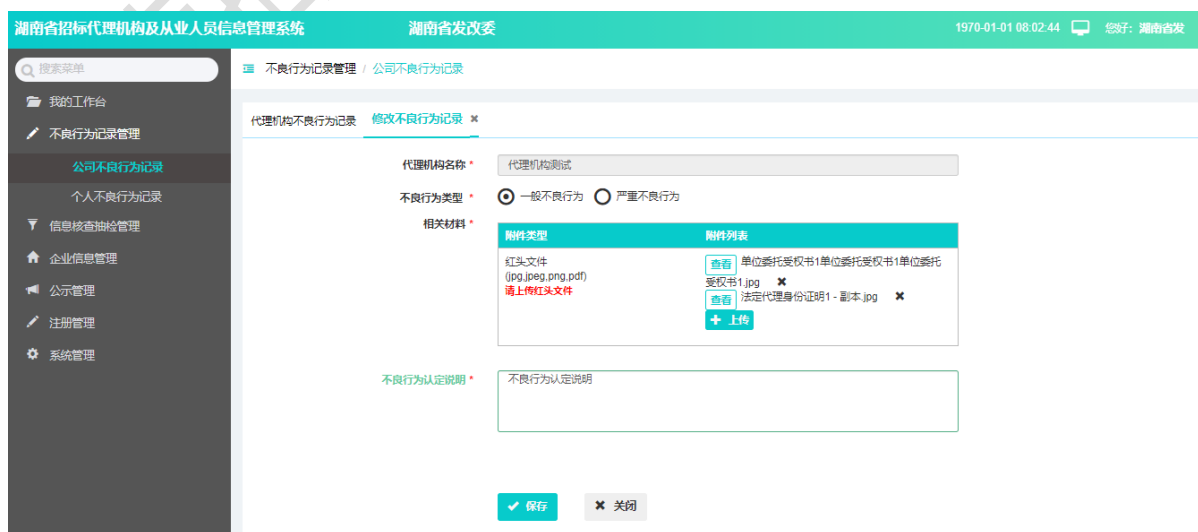 湖南省招标代理机构及从业人员信息管理系统 湖南省发改委 1970-01-01 08:02:44 您好: 湖南省发
搜索菜单
不良行为记录管理 / 公司不良行为记录
我的工作台
不良行为记录管理
公司不良行为记录
个人不良行为记录
信息核查抽检管理
企业信息管理
公示管理
注册管理
系统管理
代理机构不良行为记录 修改不良行为记录 ✖
代理机构名称 * 代理机构测试
不良行为类型 * 一般不良行为 严重不良行为
相关材料 *
附件类型 附件列表
红头文件
(jpg,jpeg,png,pdf)
请上传红头文件
查看 单位委托受权书1单位委托受权书1单位委托
受权书1.jpg ✖
查看 法定代理身份证明1 - 副本.jpg ✖
+ 上传
不良行为认定说明 * 不良行为认定说明
✔ 保存 ✖ 关闭